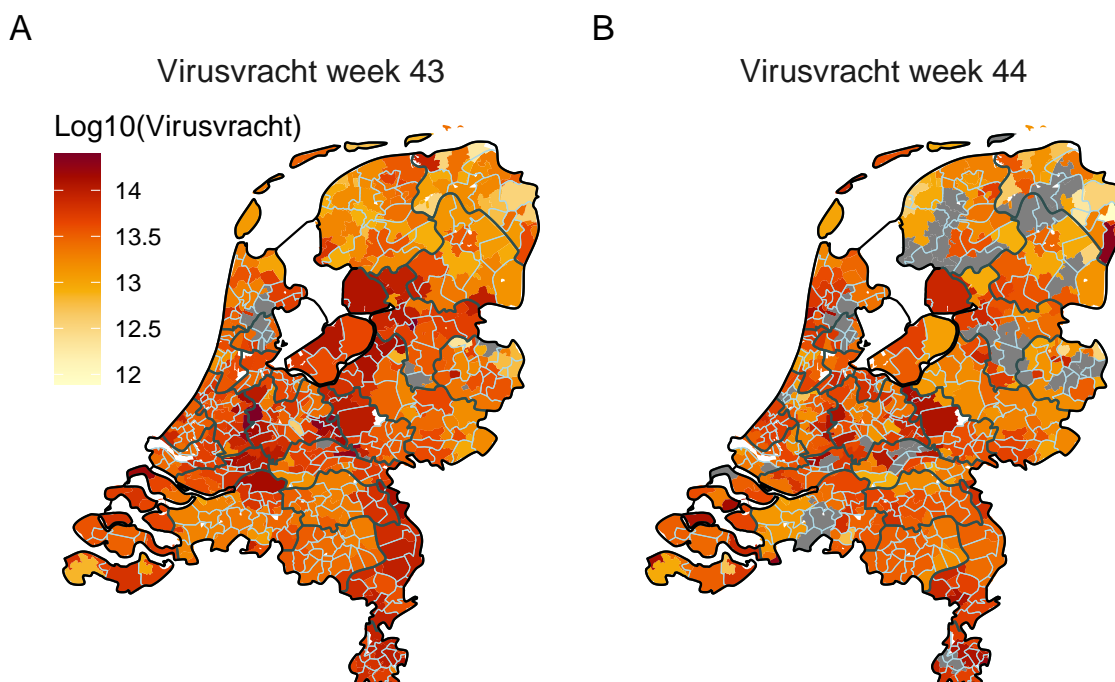 A
Virusvracht week 43
Log10(Virusvracht)
14
13.5
13
12.5
12
B
Virusvracht week 44